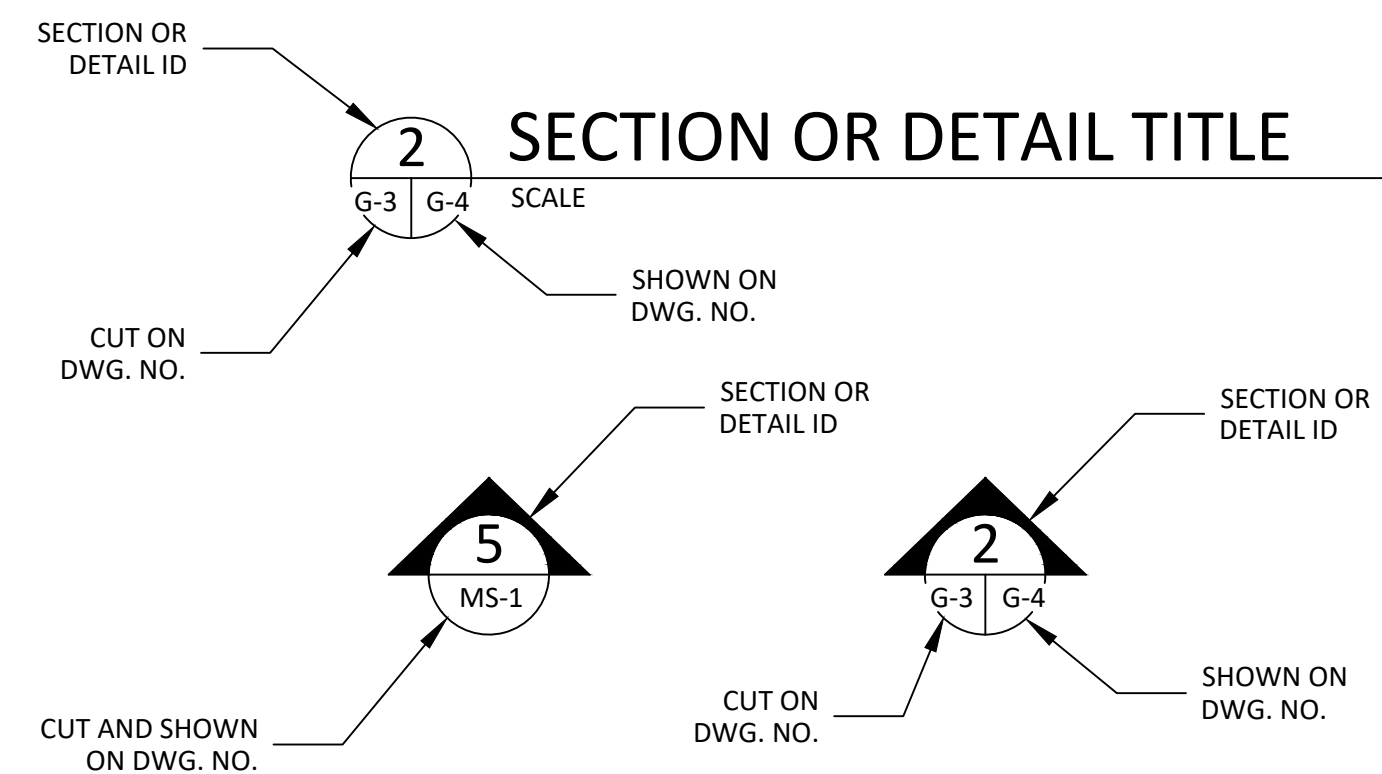 SECTION OR
DETAIL ID
2
SECTION OR DETAIL TITLE
G-3
G-4
SCALE
SHOWN ON
DWG. NO.
CUT ON
DWG. NO.
SECTION OR
DETAIL ID
SECTION OR
DETAIL ID
5
MS-1
2
G-3
G-4
CUT AND SHOWN
ON DWG. NO.
CUT ON
DWG. NO.
SHOWN ON
DWG. NO.